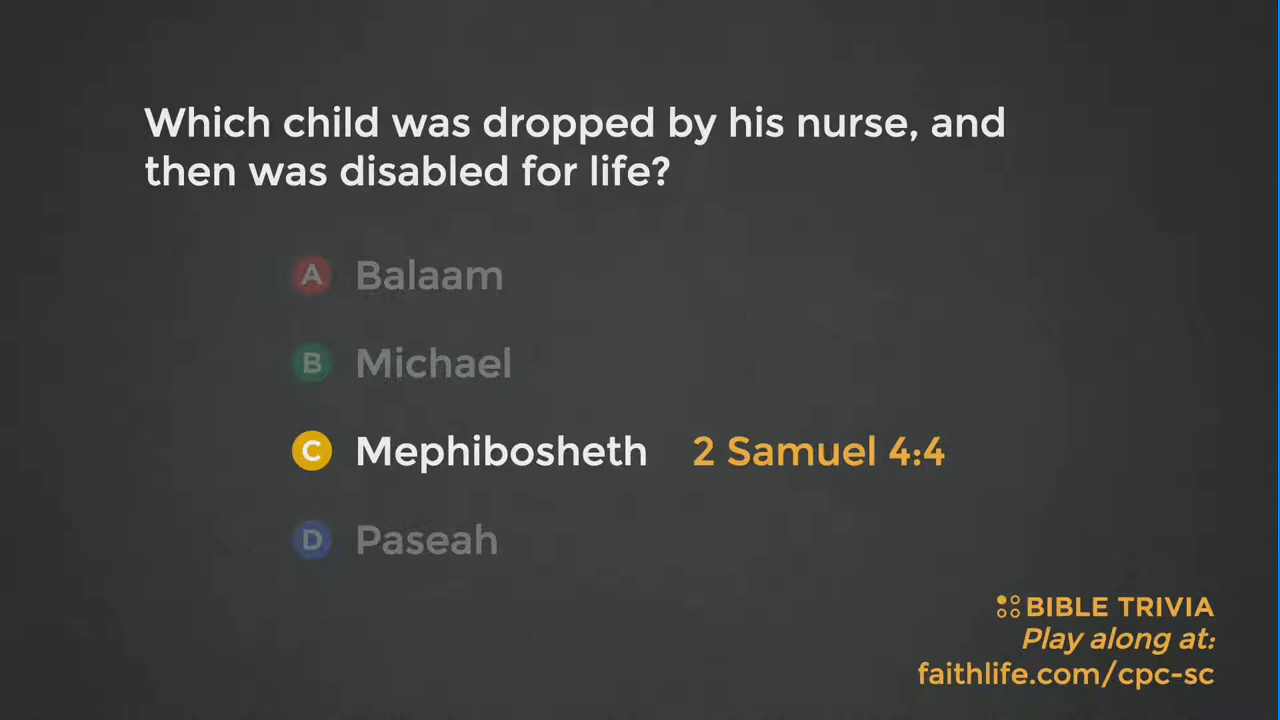 Which child was dropped by his nurse, and
then was disabled for life?
A Balaam
B Michael
C Mephibosheth 2 Samuel 4:4
D Paseah
BIBLE TRIVIA
Play along at:
faithlife.com/cpc-sc